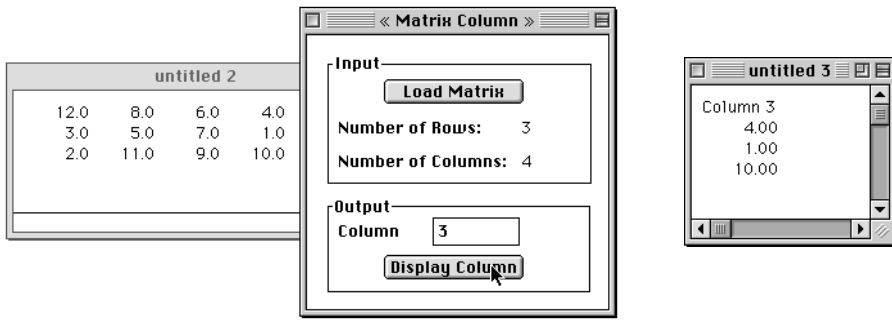 untitled 2
12.0 8.0 6.0 4.0
3.0 5.0 7.0 1.0
2.0 11.0 9.0 10.0
« Matrix Column »
Input
Load Matrix
Number of Rows: 3
Number of Columns: 4
Output
Column 3
Display Column
untitled 3
Column 3
4.00
1.00
10.00